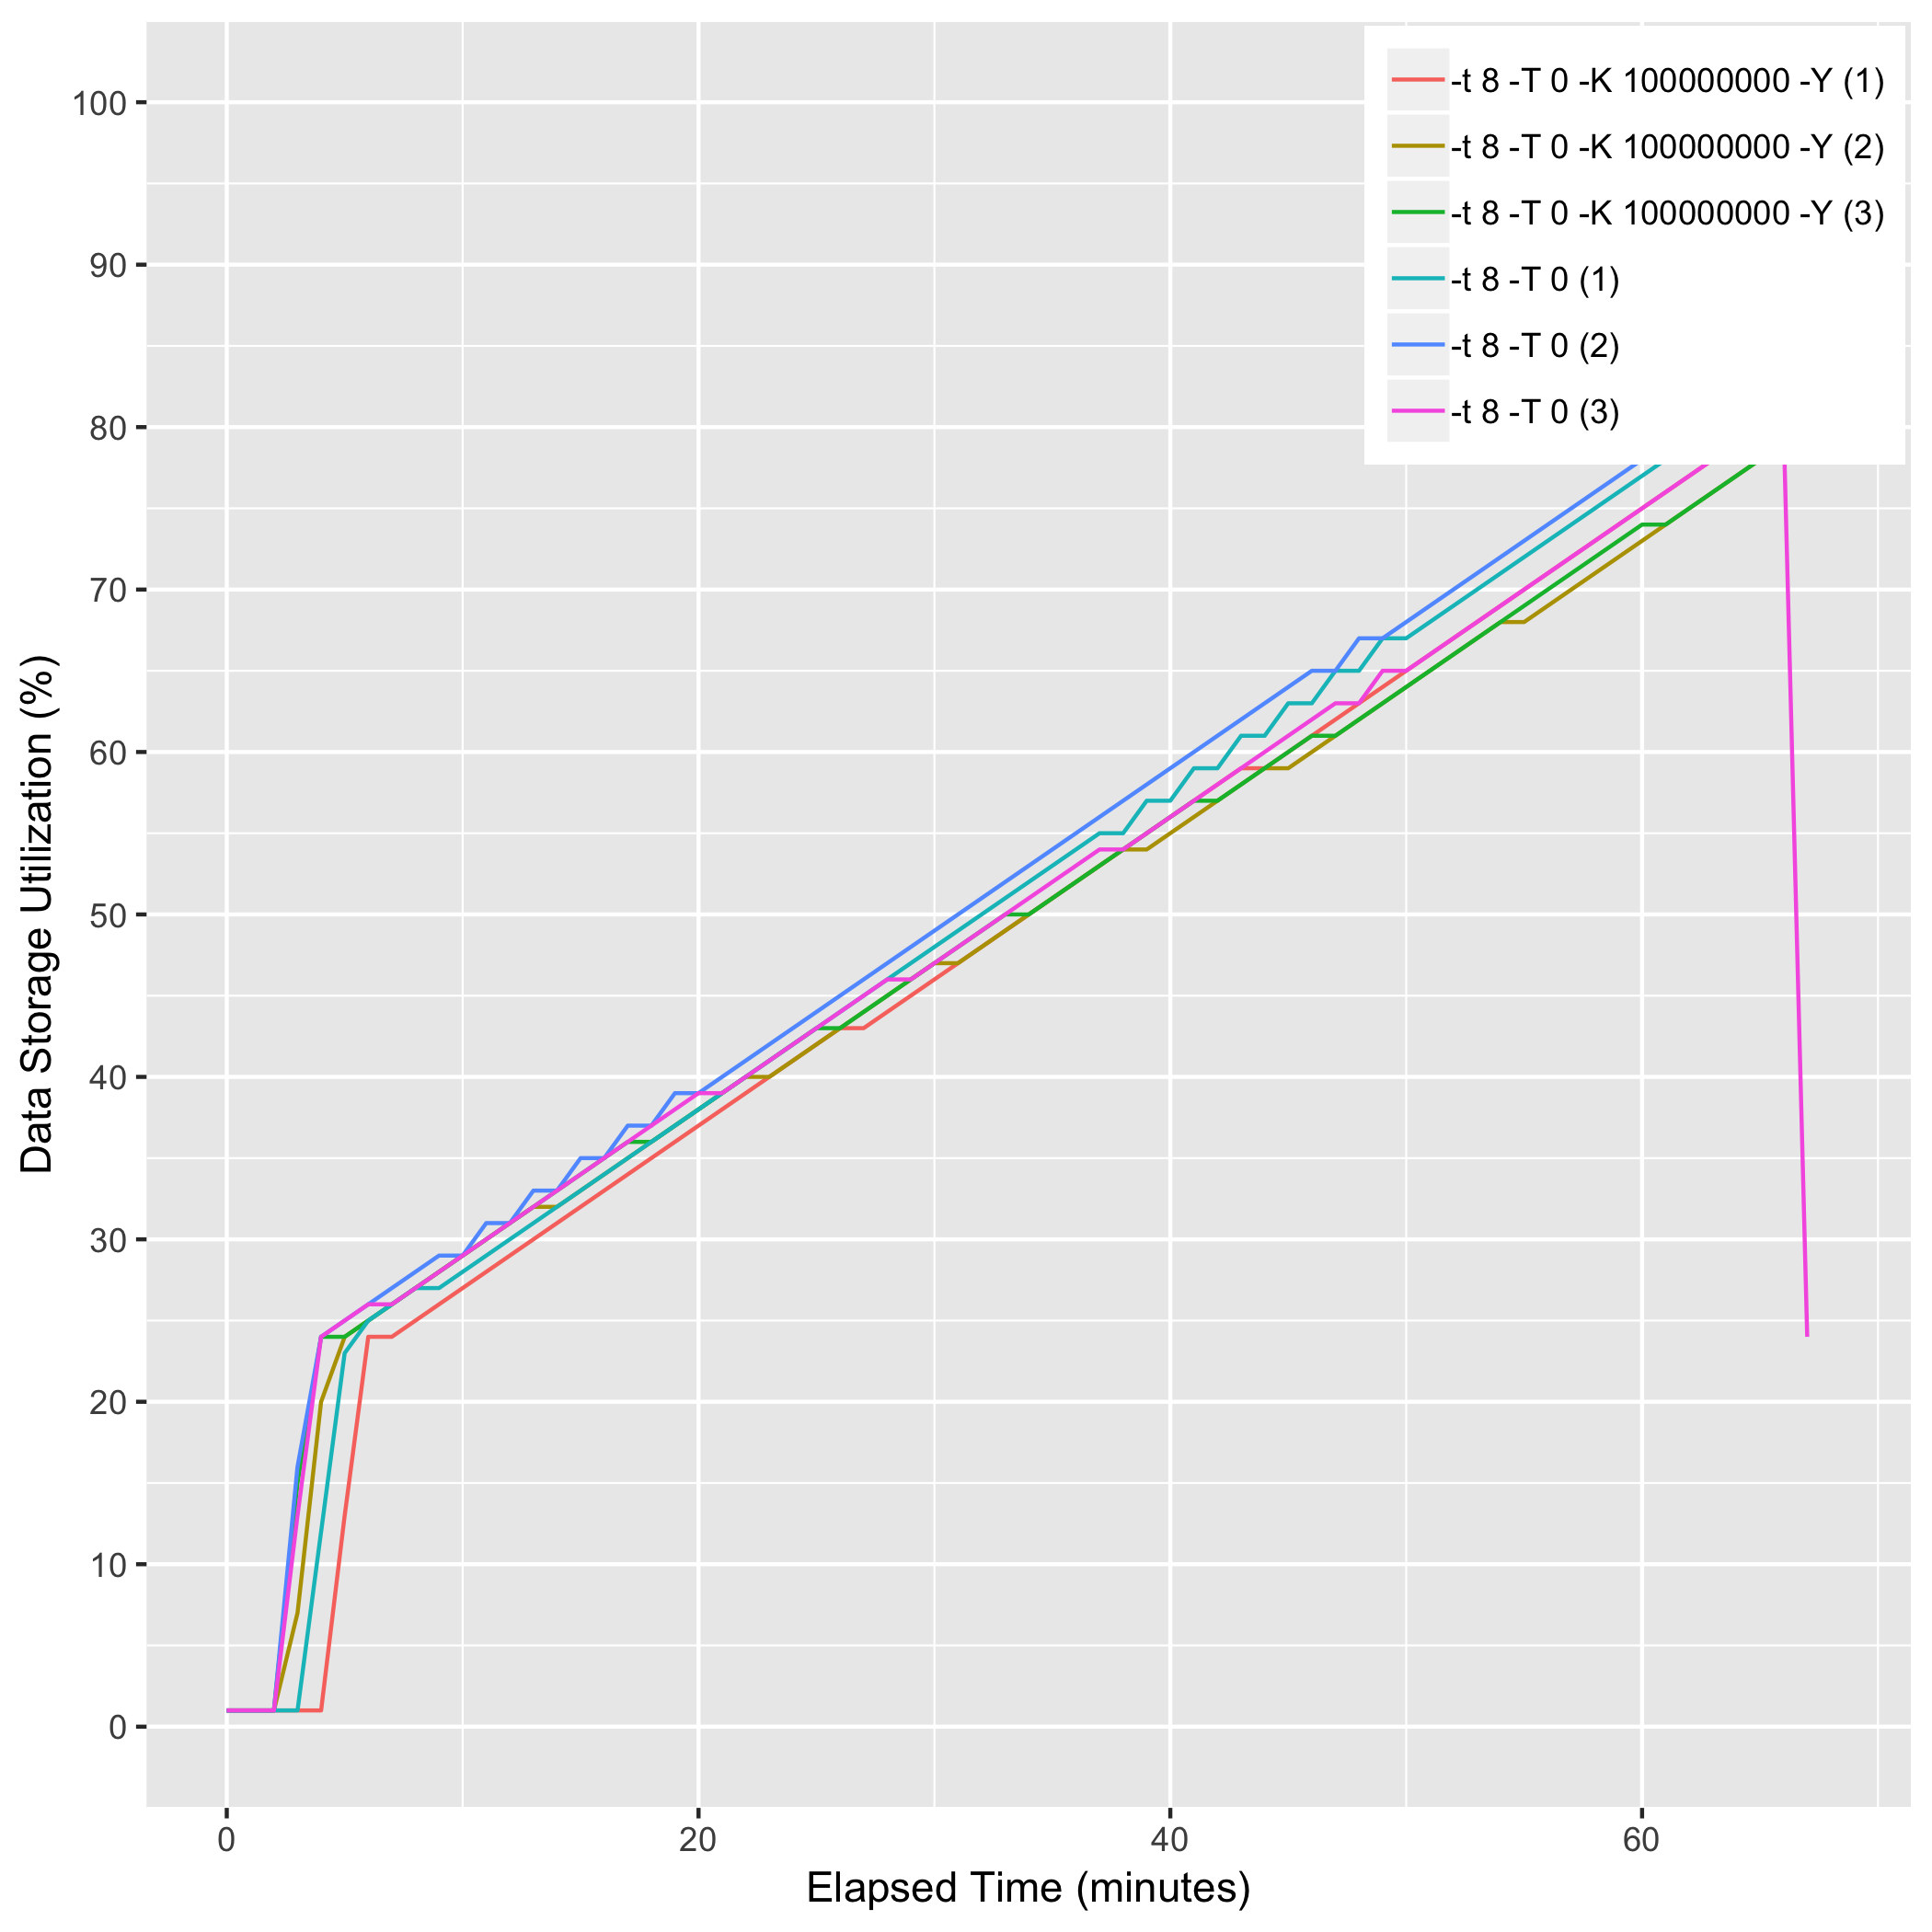 -t 8 -T 0 -K 100000000 -Y (1)
-t 8 -T 0 -K 100000000 -Y (2)
-t 8 -T 0 -K 100000000 -Y (3)
-t 8 -T 0 (1)
-t 8 -T 0 (2)
-t 8 -T 0 (3)
100
90
80
70
60
50
40
30
20
10
0
Data Storage Utilization (%)
0 20 40 60
Elapsed Time (minutes)